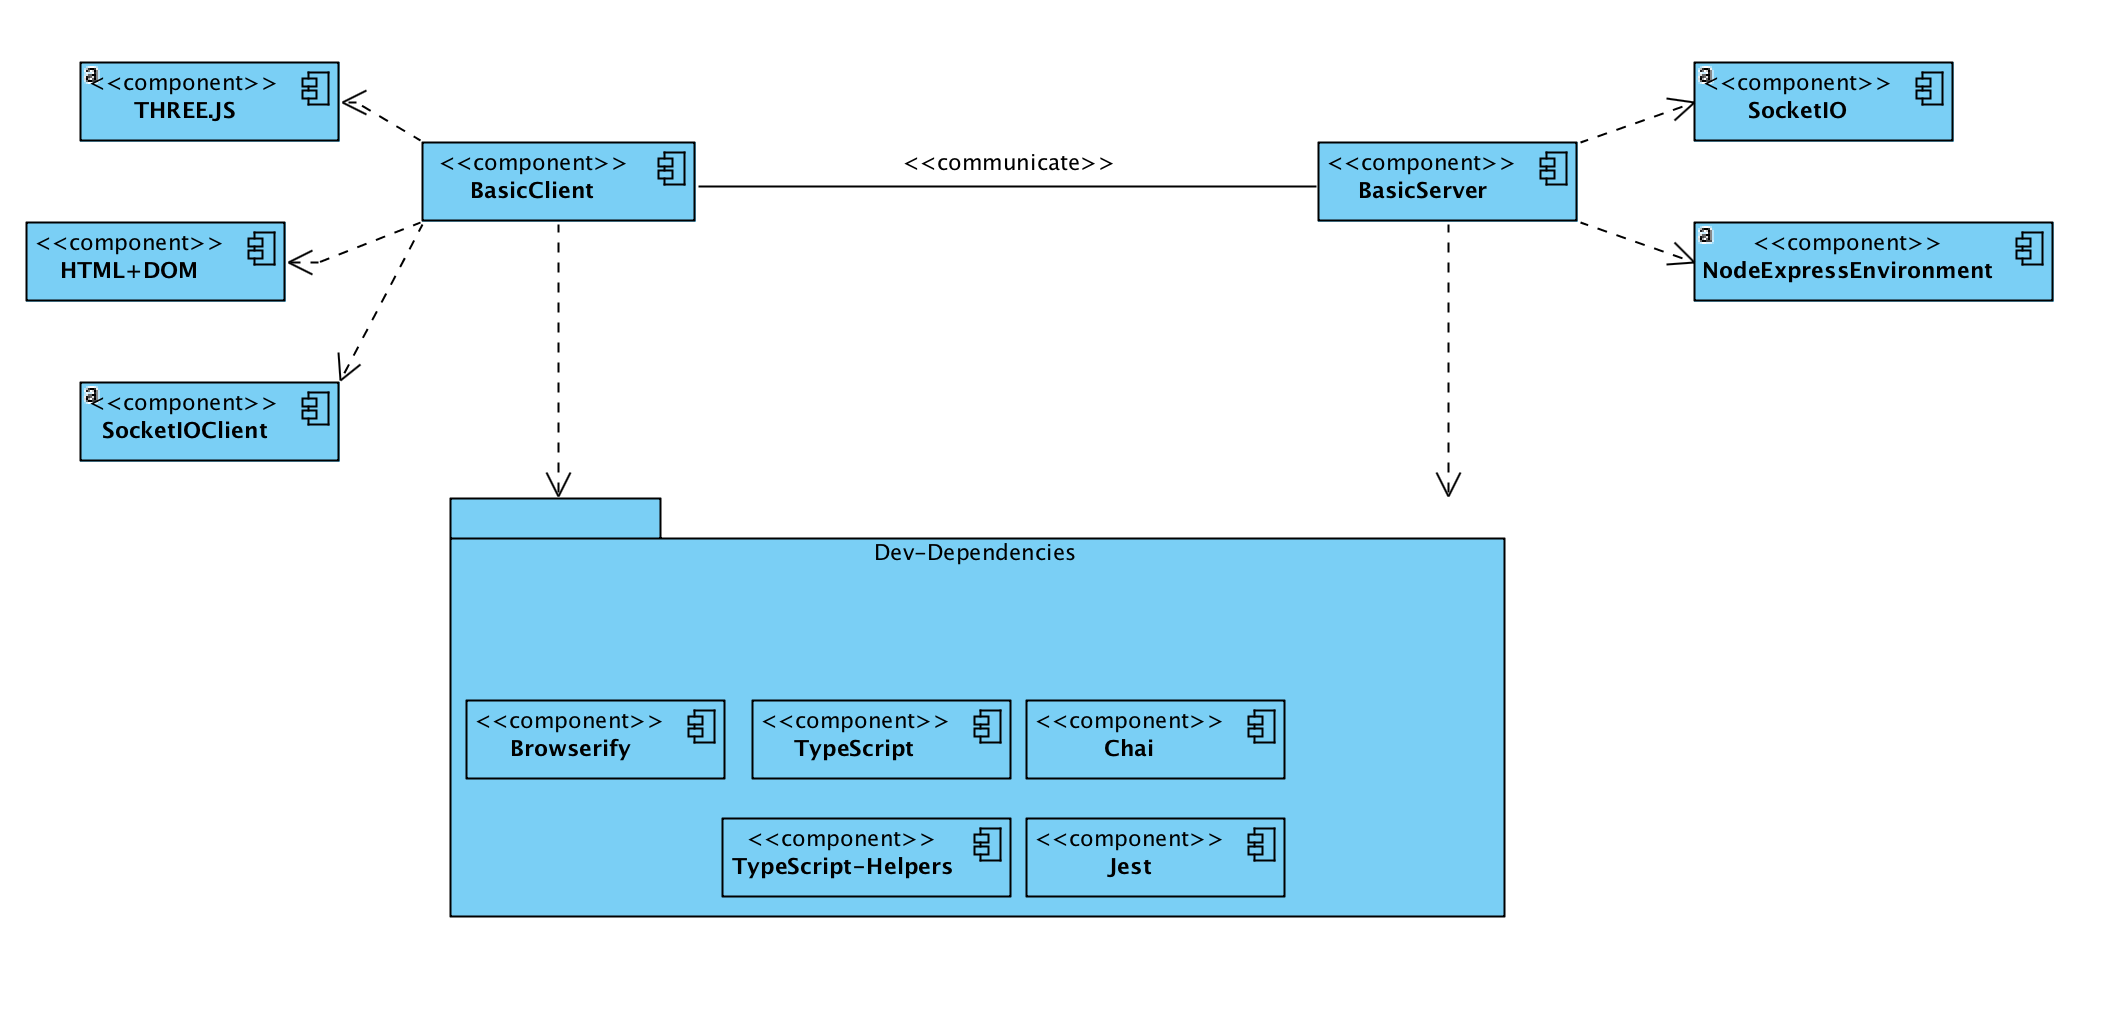 a
<<component>>
THREE.JS
a
<<component>>
SocketIO
<<component>>
BasicClient
<<communicate>>
<<component>>
BasicServer
<<component>>
HTML+DOM
a
<<component>>
NodeExpressEnvironment
a
<<component>>
SocketIOClient
Dev-Dependencies
<<component>>
Browserify
<<component>>
TypeScript
<<component>>
Chai
<<component>>
TypeScript-Helpers
<<component>>
Jest